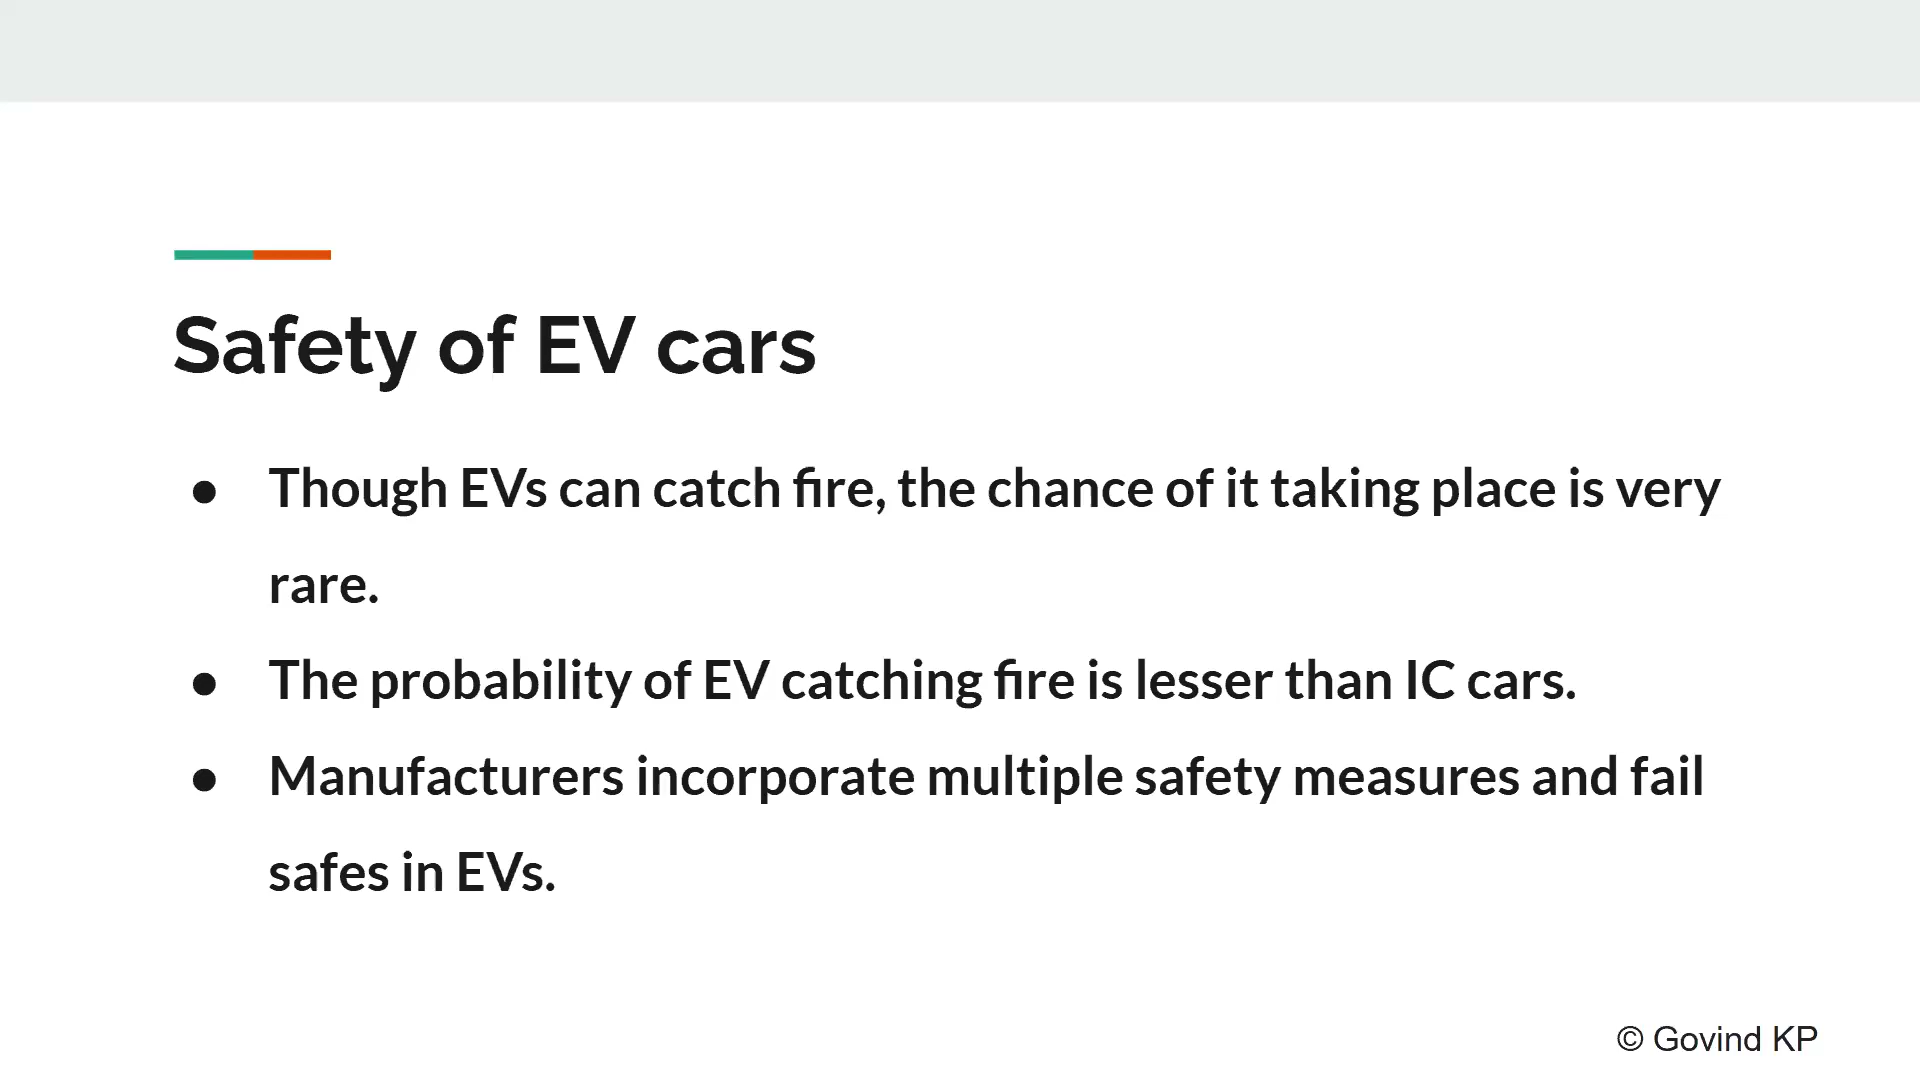 Safety of EV cars
● Though EVs can catch fire, the chance of it taking place is very
rare.
● The probability of EV catching fire is lesser than IC cars.
● Manufacturers incorporate multiple safety measures and fail
safes in EVs.
© Govind KP